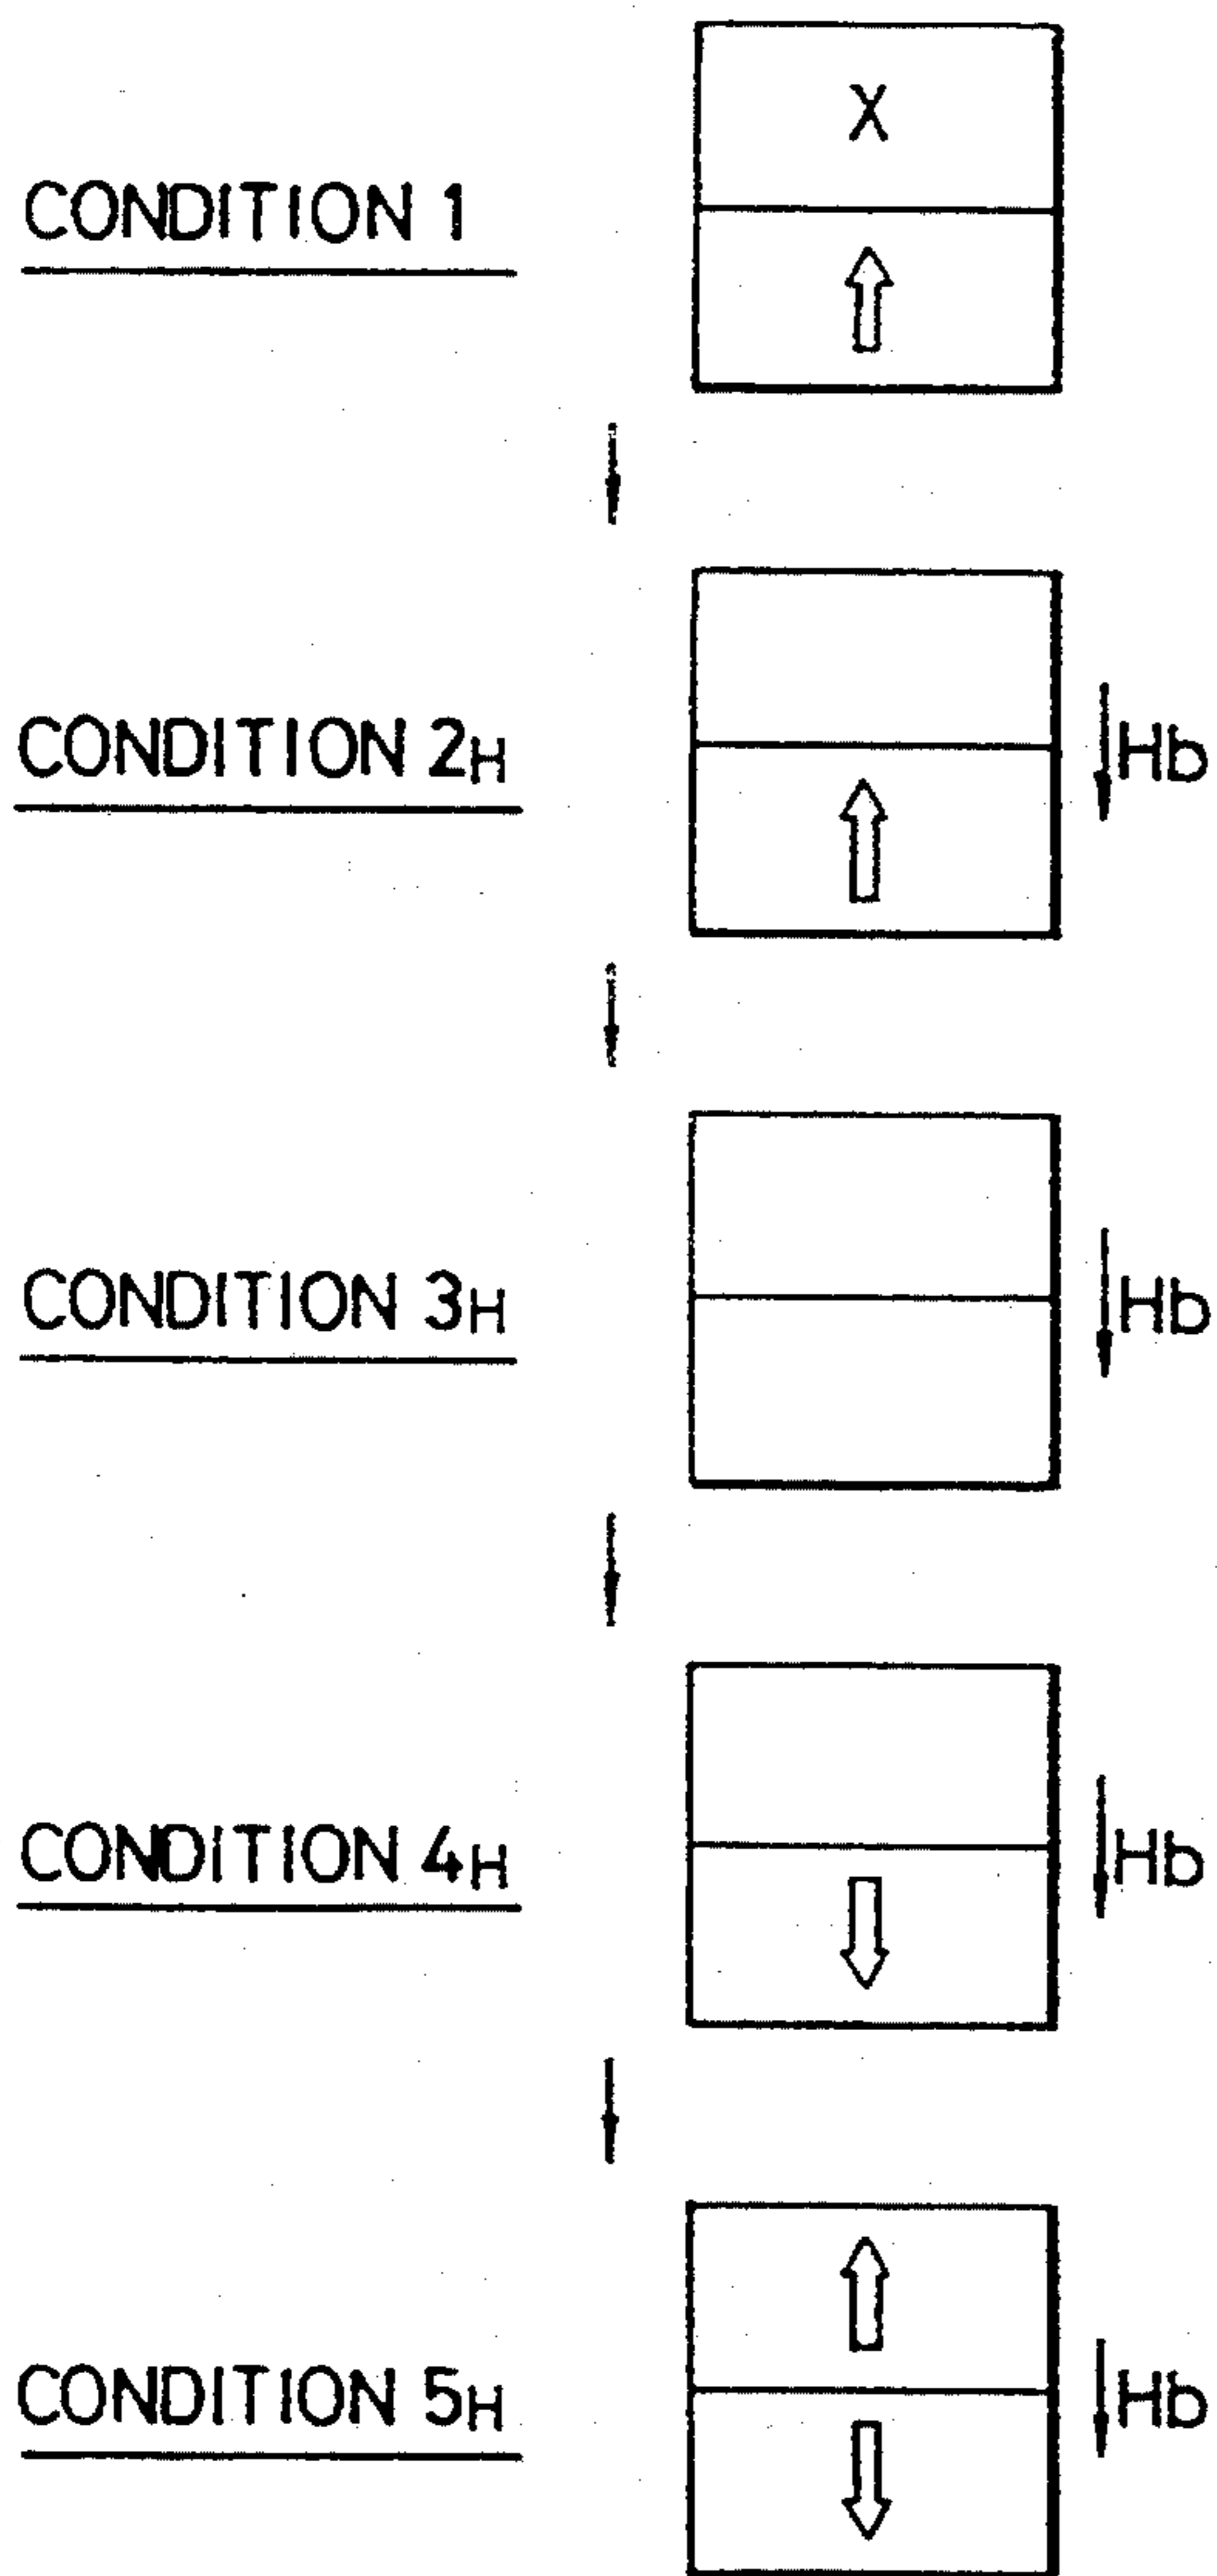 X
CONDITION 1
CONDITION 2H
Hb
CONDITION 3H
Hb
CONDITION 4H
Hb
CONDITION 5H
Hb